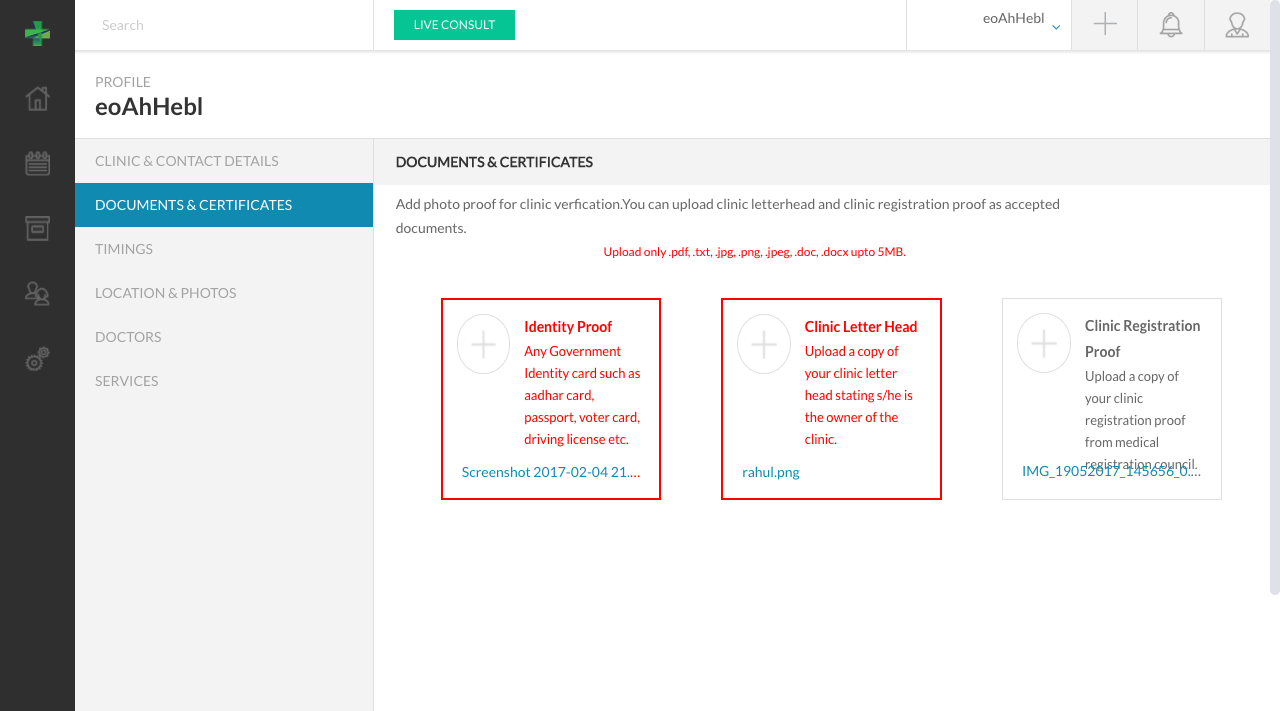 Search
LIVE CONSULT
eoAhHebl
PROFILE
eoAhHebl
CLINIC & CONTACT DETAILS
DOCUMENTS & CERTIFICATES
TIMINGS
LOCATION & PHOTOS
DOCTORS
SERVICES
DOCUMENTS & CERTIFICATES
Add photo proof for clinic verfication.You can upload clinic letterhead and clinic registration proof as accepted
documents.
Upload only .pdf, .txt, .jpg, .png, .jpeg, .doc, .docx upto 5MB.
Identity Proof
Any Government
Identity card such as
aadhar card,
passport, voter card,
driving license etc.
Screenshot 2017-02-04 21....
Clinic Letter Head
Upload a copy of
your clinic letter
head stating s/he is
the owner of the
clinic.
rahul.png
Clinic Registration
Proof
Upload a copy of
your clinic
registration proof
from medical
registration council.
IMG_19052017_145656_0....